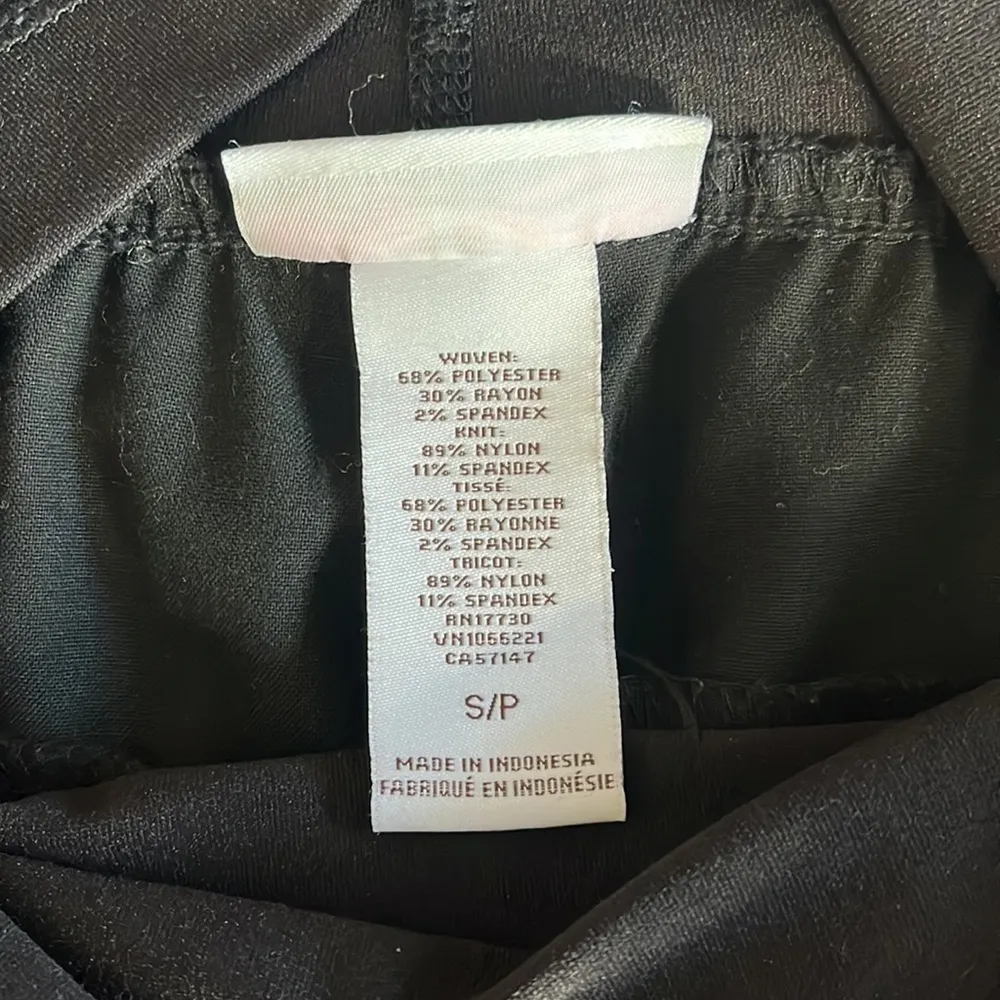 WOVEN:
68% POLYESTER
30% RAYON
2% SPANDEX
KNIT:
89% NYLON
11% SPANDEX
TISSÉ:
68% POLYESTER
30% RAYONNE
2% SPANDEX
TRICOT:
89% NYLON
11% SPANDEX
RN17730
VN1066221
CA57147
S/P
MADE IN INDONESIA
FABRIQUÉ EN INDONÉSIE